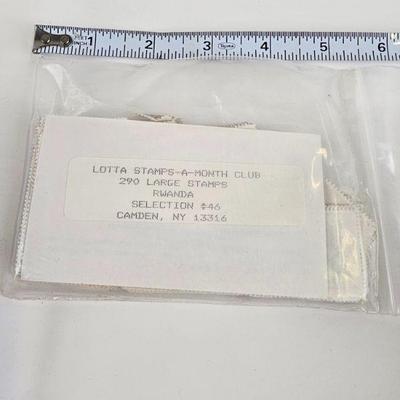 1 2 3 4 5 6
LOTTA STAMPS-A-MONTH CLUB
290 LARGE STAMPS
RWANDA
SELECTION #46
CAMDEN, NY 13316